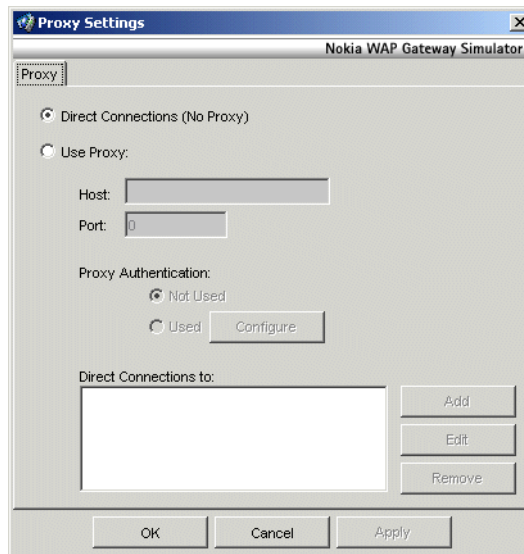 Proxy Settings
Nokia WAP Gateway Simulator
Proxy
Direct Connections (No Proxy)
Use Proxy:
Host:
Port: 0
Proxy Authentication:
Not Used
Used Configure
Direct Connections to:
Add
Edit
Remove
OK Cancel Apply